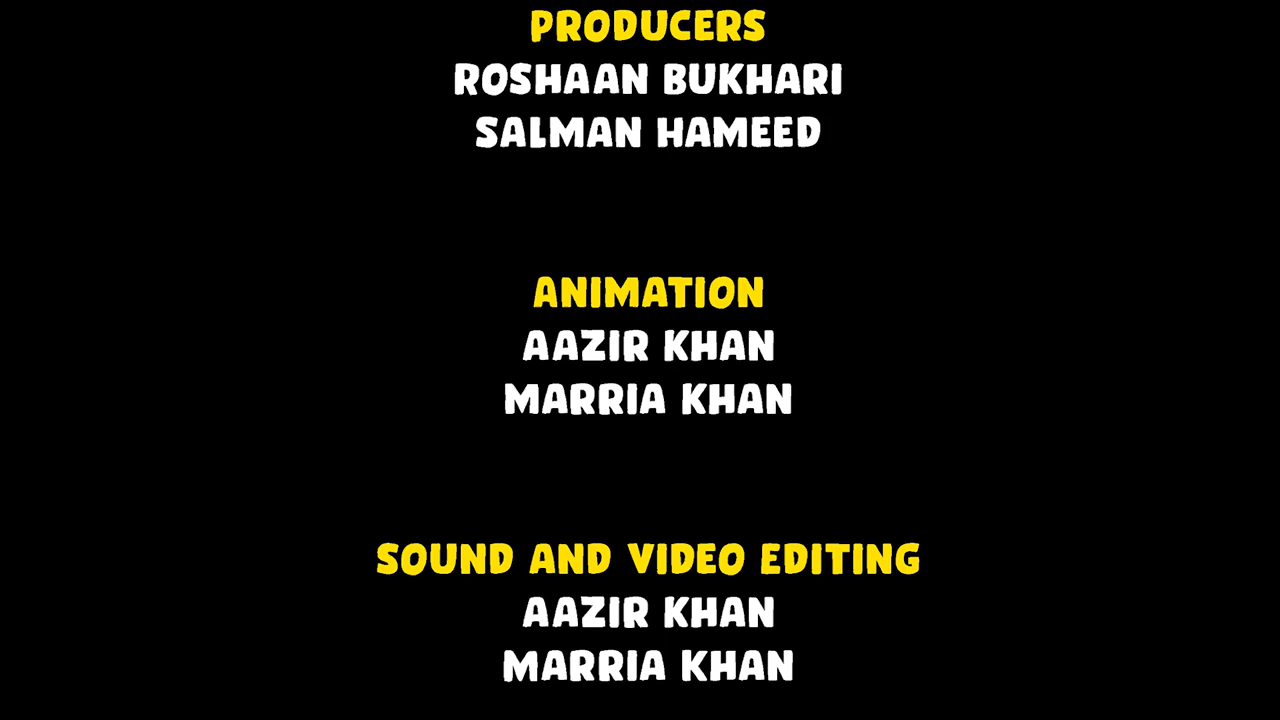 PRODUCERS
ROSHAAN BUKHARI
SALMAN HAMEED
ANIMATION
AAZIR KHAN
MARRIA KHAN
SOUND AND VIDEO EDITING
AAZIR KHAN
MARRIA KHAN